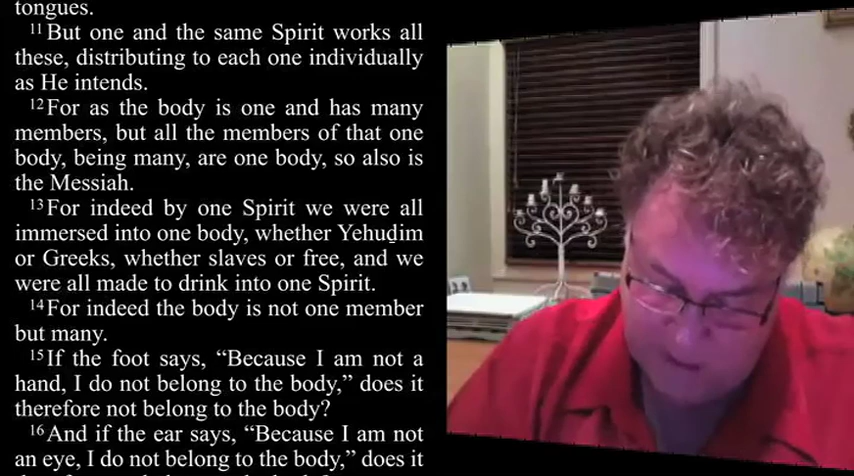 tongues.
¹¹But one and the same Spirit works all
these, distributing to each one individually
as He intends.
¹²For as the body is one and has many
members, but all the members of that one
body, being many, are one body, so also is
the Messiah.
¹³For indeed by one Spirit we were all
immersed into one body, whether Yehuḏim
or Greeks, whether slaves or free, and we
were all made to drink into one Spirit.
¹⁴For indeed the body is not one member
but many.
¹⁵If the foot says, “Because I am not a
hand, I do not belong to the body,” does it
therefore not belong to the body?
¹⁶And if the ear says, “Because I am not
an eye, I do not belong to the body,” does it